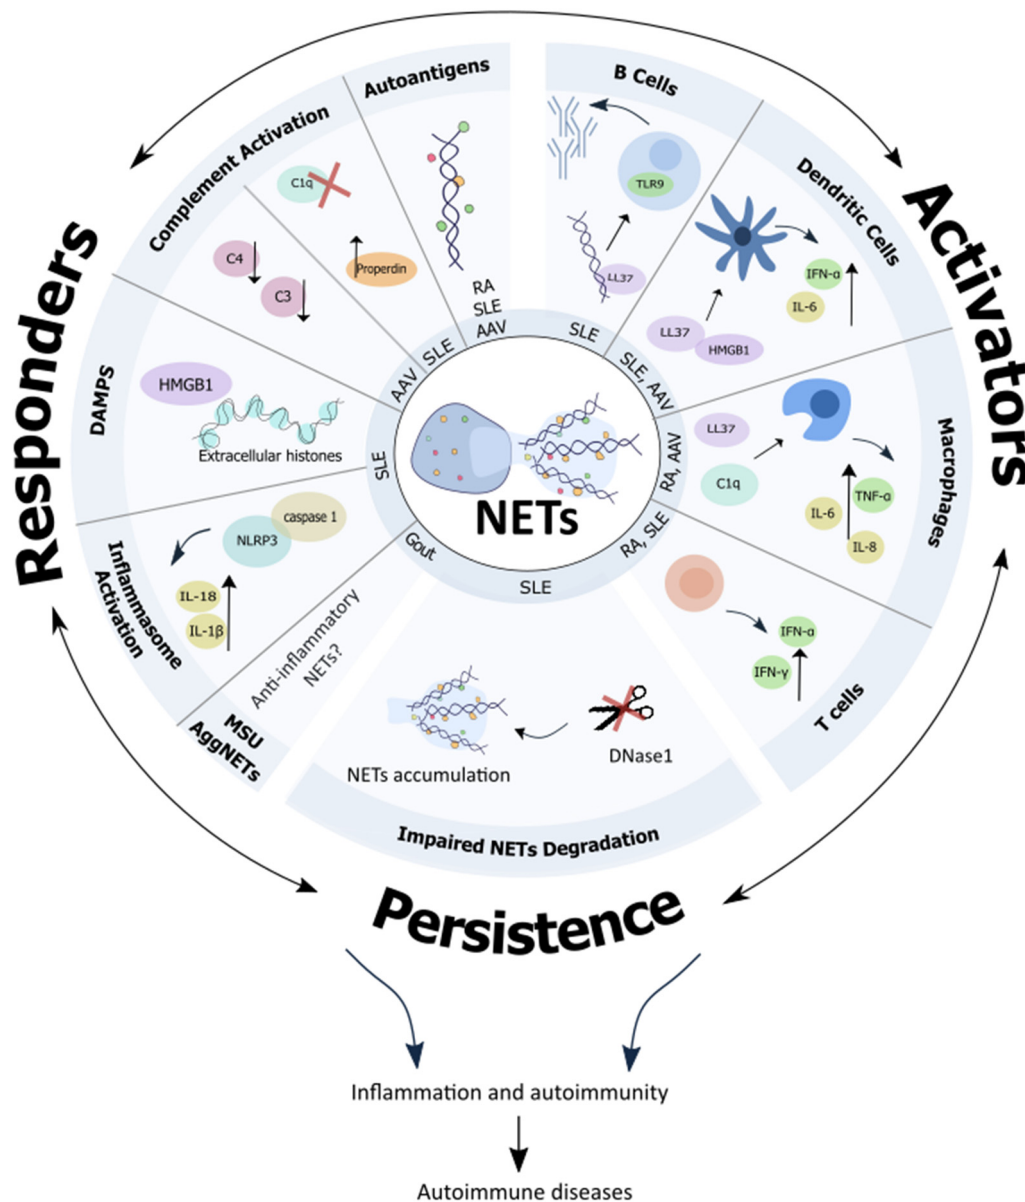 Responders
Activators
Persistence
Autoantigens
RA
SLE
AAV
Complement Activation
C1q
Properdin
SLE
C4
C3
AAV
DAMPS
HMGB1
Extracellular histones
SLE
Inflammasome
Activation
caspase 1
NLRP3
IL-18
IL-1β
MSU
AggNETs
Anti-inflammatory
NETs?
Gout
B Cells
TLR9
LL37
SLE
Dendritic Cells
IFN-α
IL-6
LL37
HMGB1
SLE, AAV
Macrophages
LL37
C1q
TNF-α
IL-6
IL-8
RA, AAV
T cells
IFN-α
IFN-γ
RA, SLE
NETs
SLE
NETs accumulation
DNase1
Impaired NETs Degradation
Inflammation and autoimmunity
Autoimmune diseases